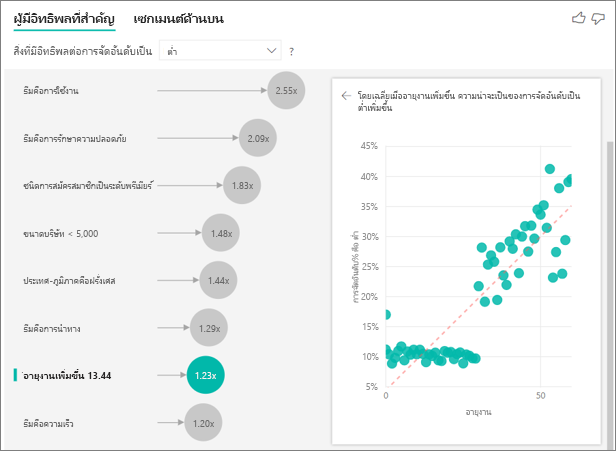 ผู้มีอิทธิพลที่สำคัญ เซกเมนต์ด้านบน
สิ่งที่มีอิทธิพลต่อการจัดอันดับเป็น ต่ำ ?
ธีมคือการใช้งาน 2.55x
ธีมคือการรักษาความปลอดภัย 2.09x
ชนิดการสมัครสมาชิกเป็นระดับพรีเมียร์ 1.83x
ขนาดบริษัท < 5,000 1.48x
ประเทศ-ภูมิภาคคือฝรั่งเศส 1.44x
ธีมคือการนำทาง 1.29x
อายุงานเพิ่มขึ้น 13.44 1.23x
ธีมคือความเร็ว 1.20x
โดยเฉลี่ยเมื่ออายุงานเพิ่มขึ้น ความน่าจะเป็นของการจัดอันดับเป็น
ต่ำเพิ่มขึ้น
45%
40%
35%
30%
25%
20%
15%
10%
5%
การจัดอันดับ% คือ ต่ำ
0 50
อายุงาน